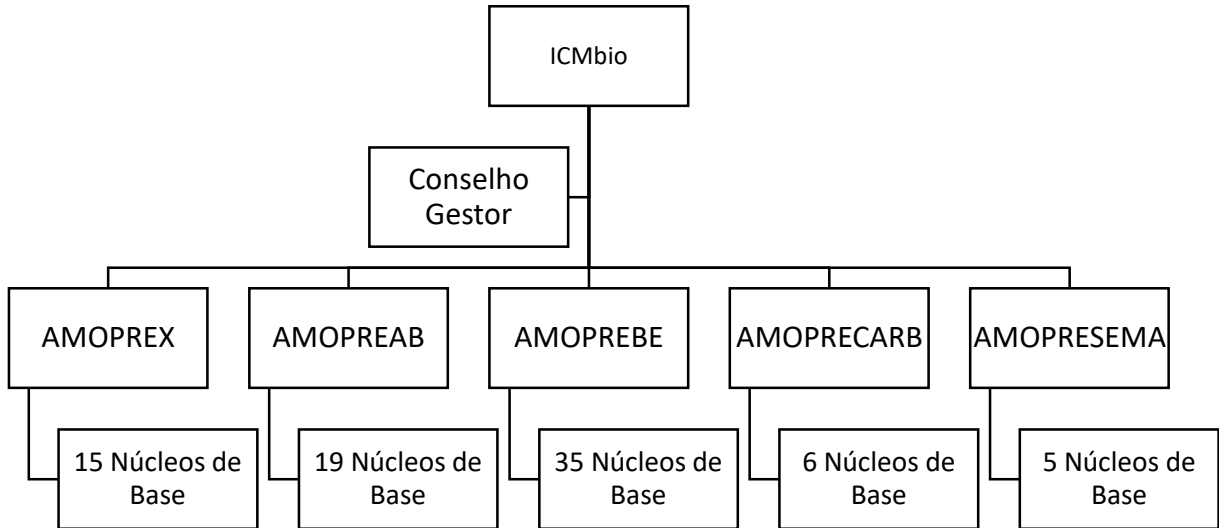 ICMbio
Conselho
Gestor
AMOPREX
AMOPREAB
AMOPREBE
AMOPRECARB
AMOPRESEMA
15 Núcleos de
Base
19 Núcleos de
Base
35 Núcleos de
Base
6 Núcleos de
Base
5 Núcleos de
Base